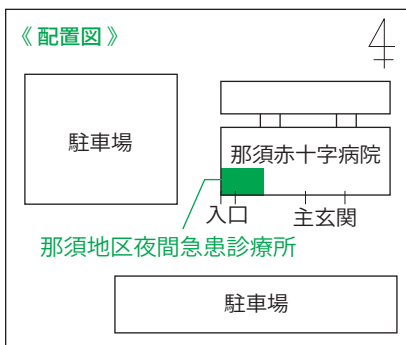 《 配置図 》
駐車場
那須赤十字病院
入口
主玄関
那須地区夜間急患診療所
駐車場